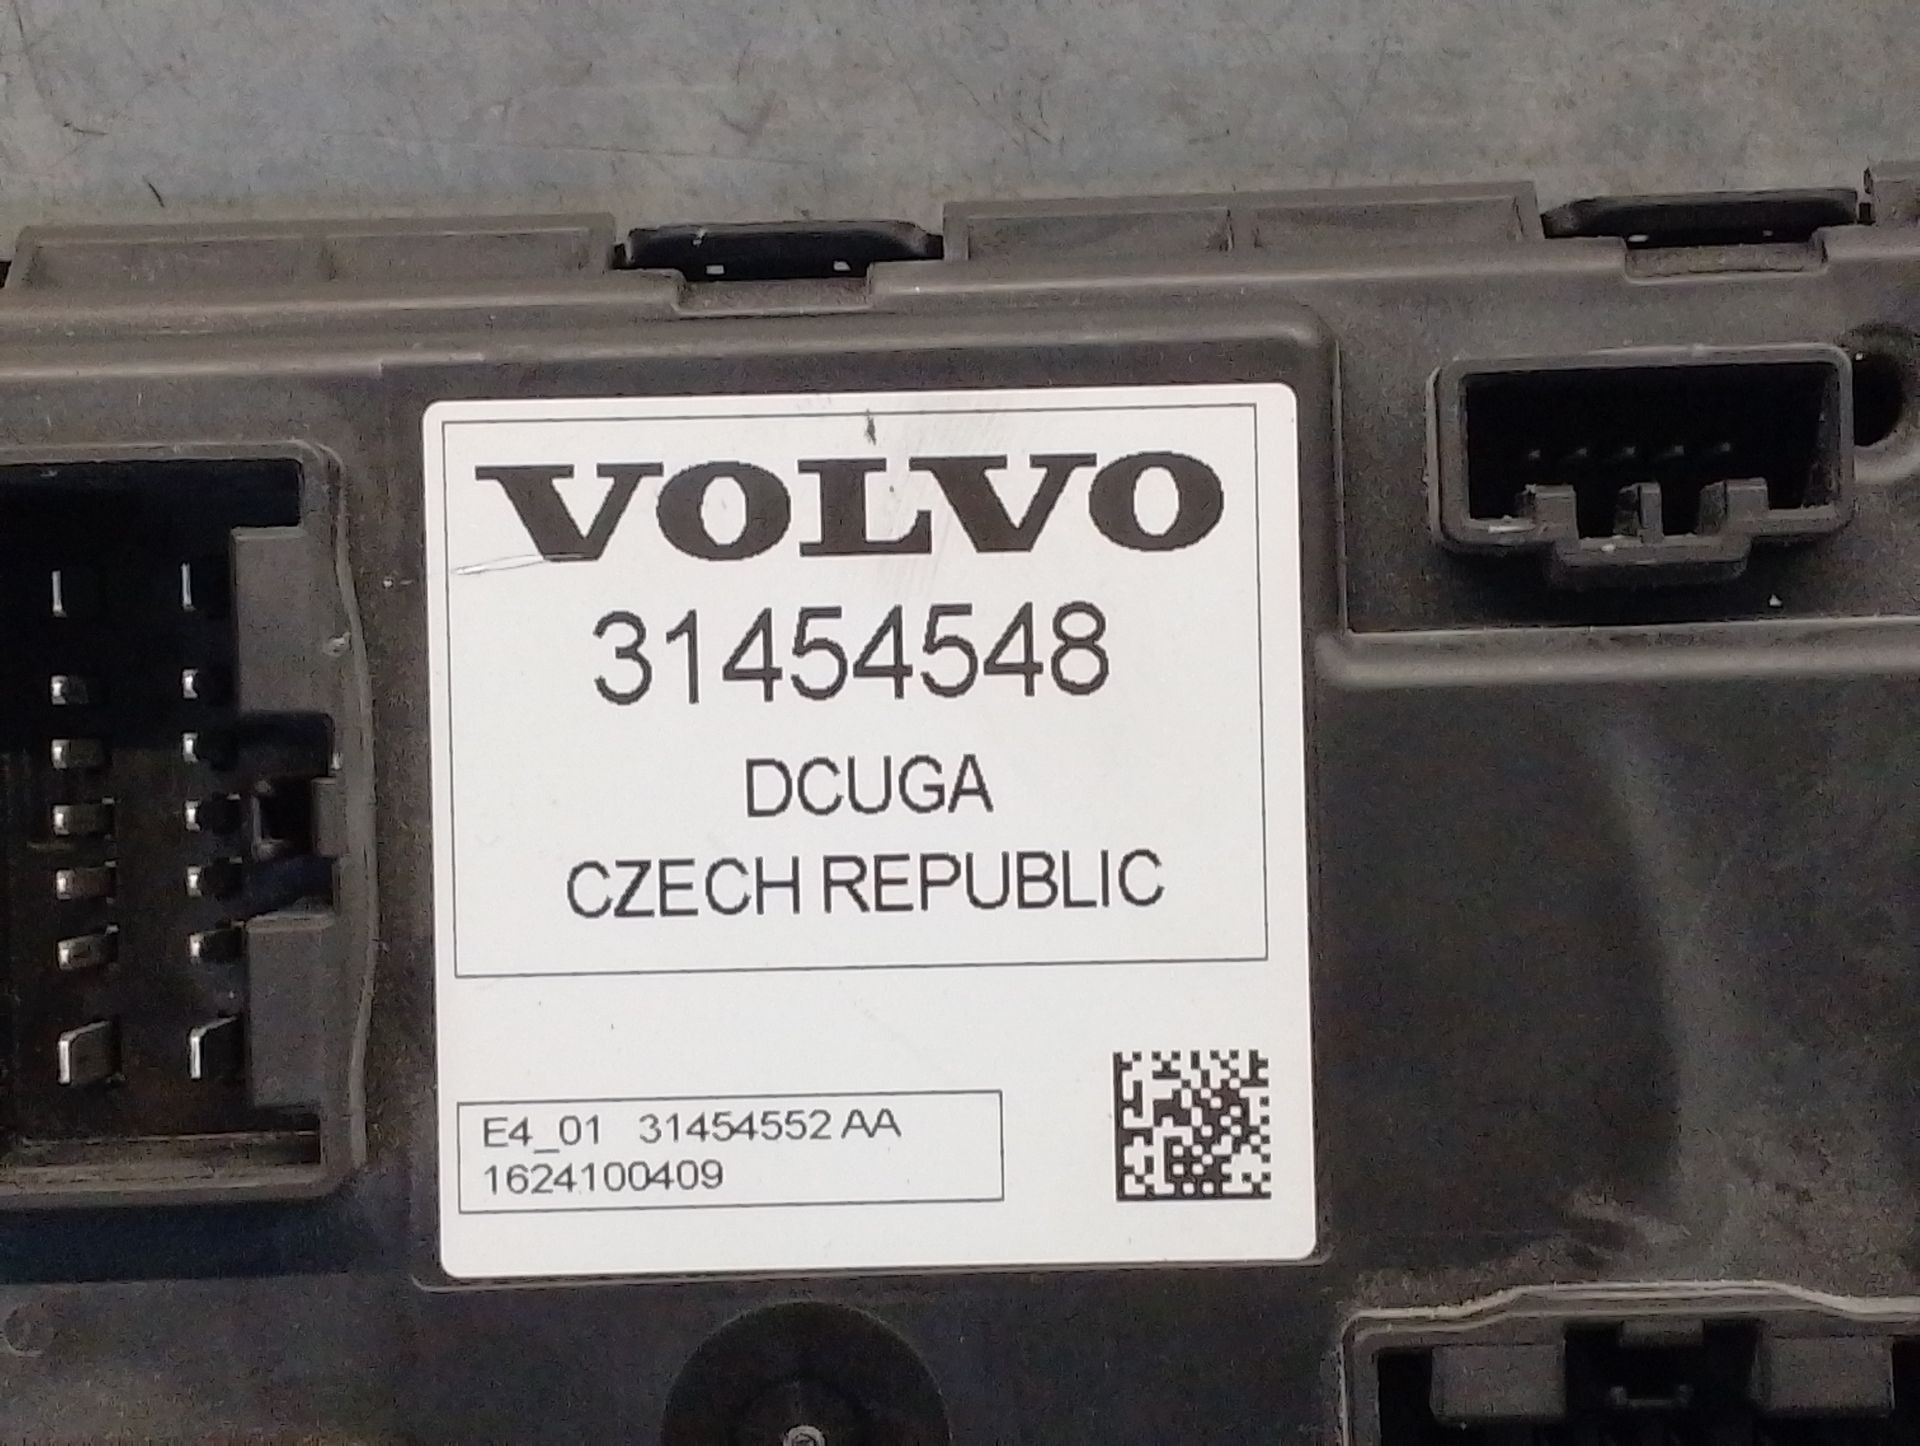 VOLVO
31454548
DCUGA
CZECH REPUBLIC
E4_01 31454552 AA
1624100409